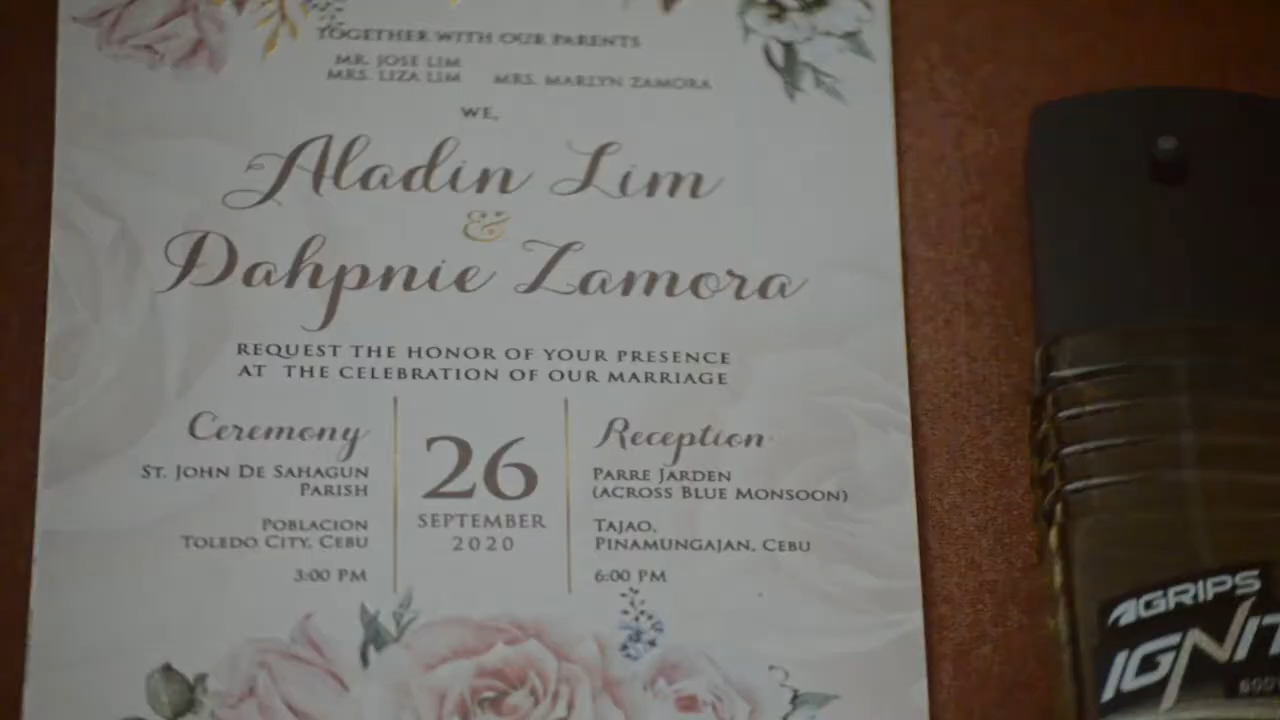 TOGETHER WITH OUR PARENTS
MR. JOSE LIM
MRS. LIZA LIM MRS. MARLYN ZAMORA
WE,
Aladin Lim
&
Dahpnie Zamora
REQUEST THE HONOR OF YOUR PRESENCE
AT THE CELEBRATION OF OUR MARRIAGE
Ceremony
ST. JOHN DE SAHAGUN
PARISH
POBLACION
TOLEDO CITY, CEBU
3:00 PM
26
SEPTEMBER
2020
Reception
PARRE JARDEN
(ACROSS BLUE MONSOON)
TAJAO,
PINAMUNGAJAN, CEBU
6:00 PM
GRIPS
IGNIT